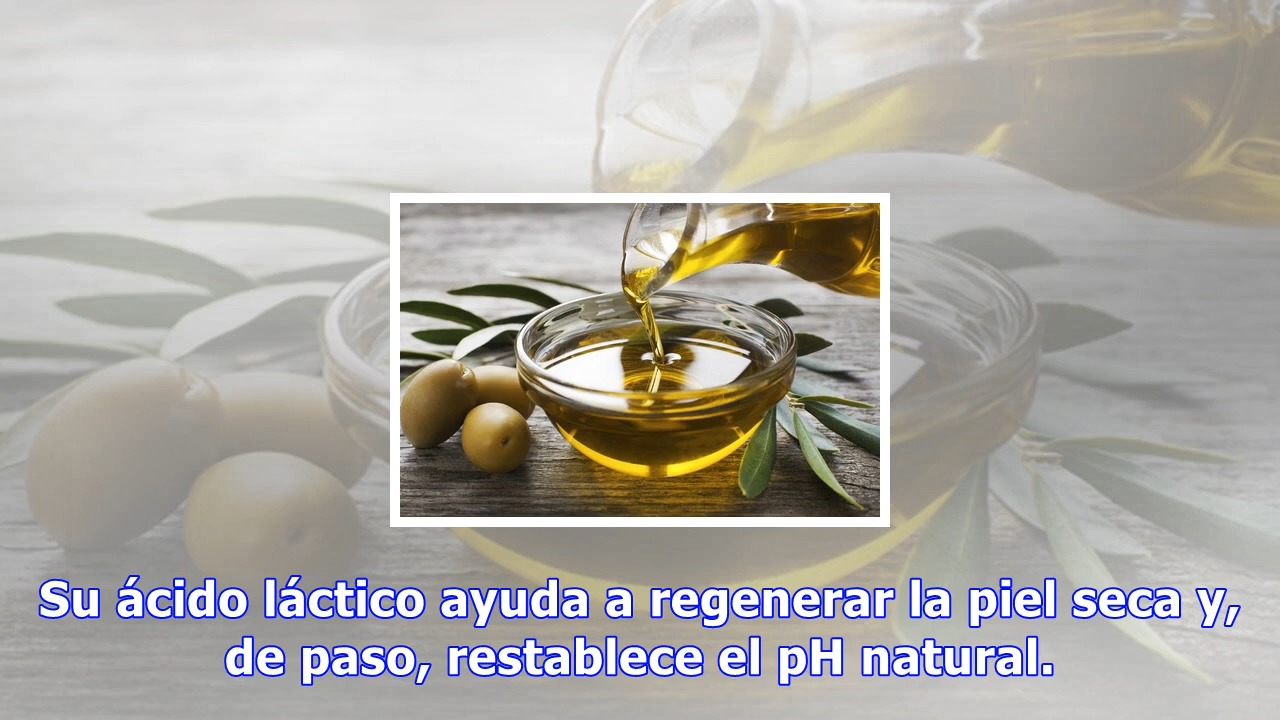 Su ácido láctico ayuda a regenerar la piel seca y,
de paso, restablece el pH natural.